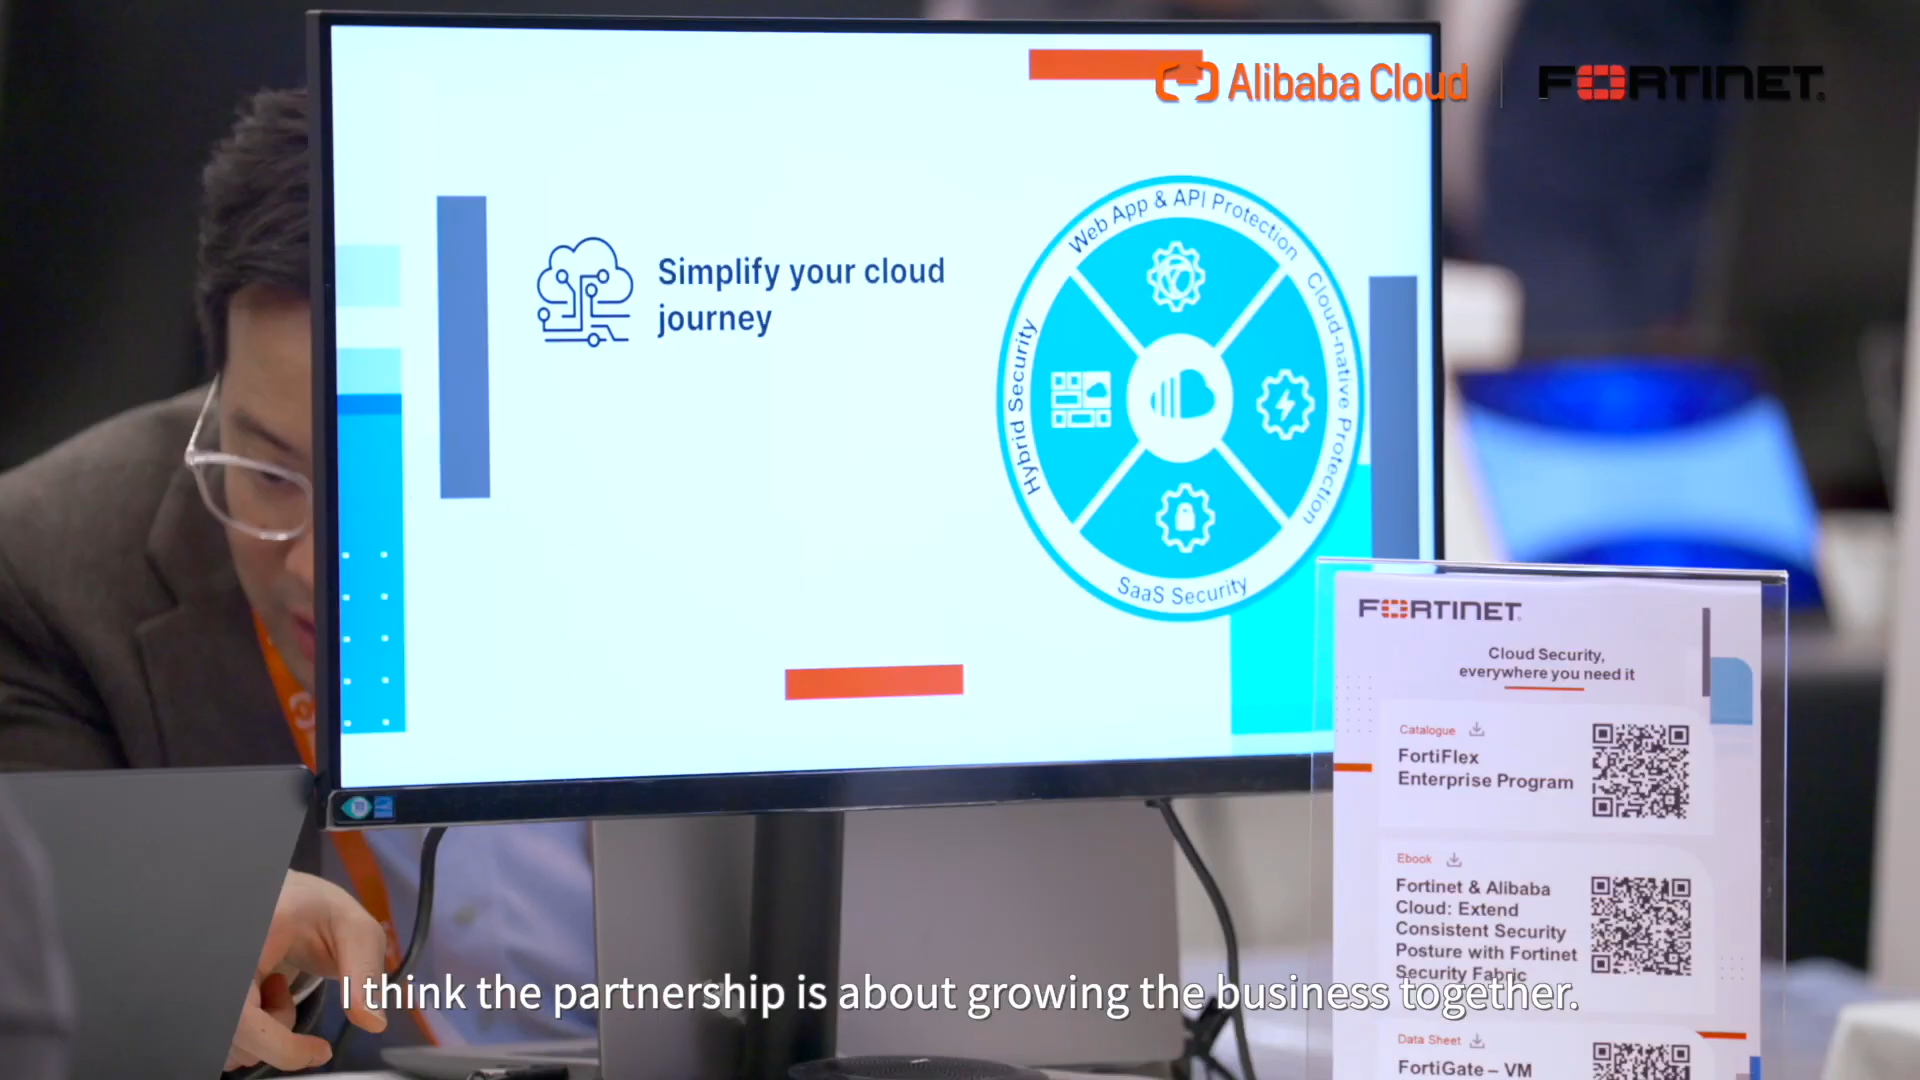 Alibaba Cloud
FORTINET
Simplify your cloud
journey
Web App & API Protection
Cloud-native Protection
Hybrid Security
SaaS Security
FORTINET
Cloud Security,
everywhere you need it
Catalogue
FortiFlex
Enterprise Program
Ebook
Fortinet & Alibaba
Cloud: Extend
Consistent Security
Posture with Fortinet
Security Fabric
I think the partnership is about growing the business together.
Data Sheet
FortiGate – VM